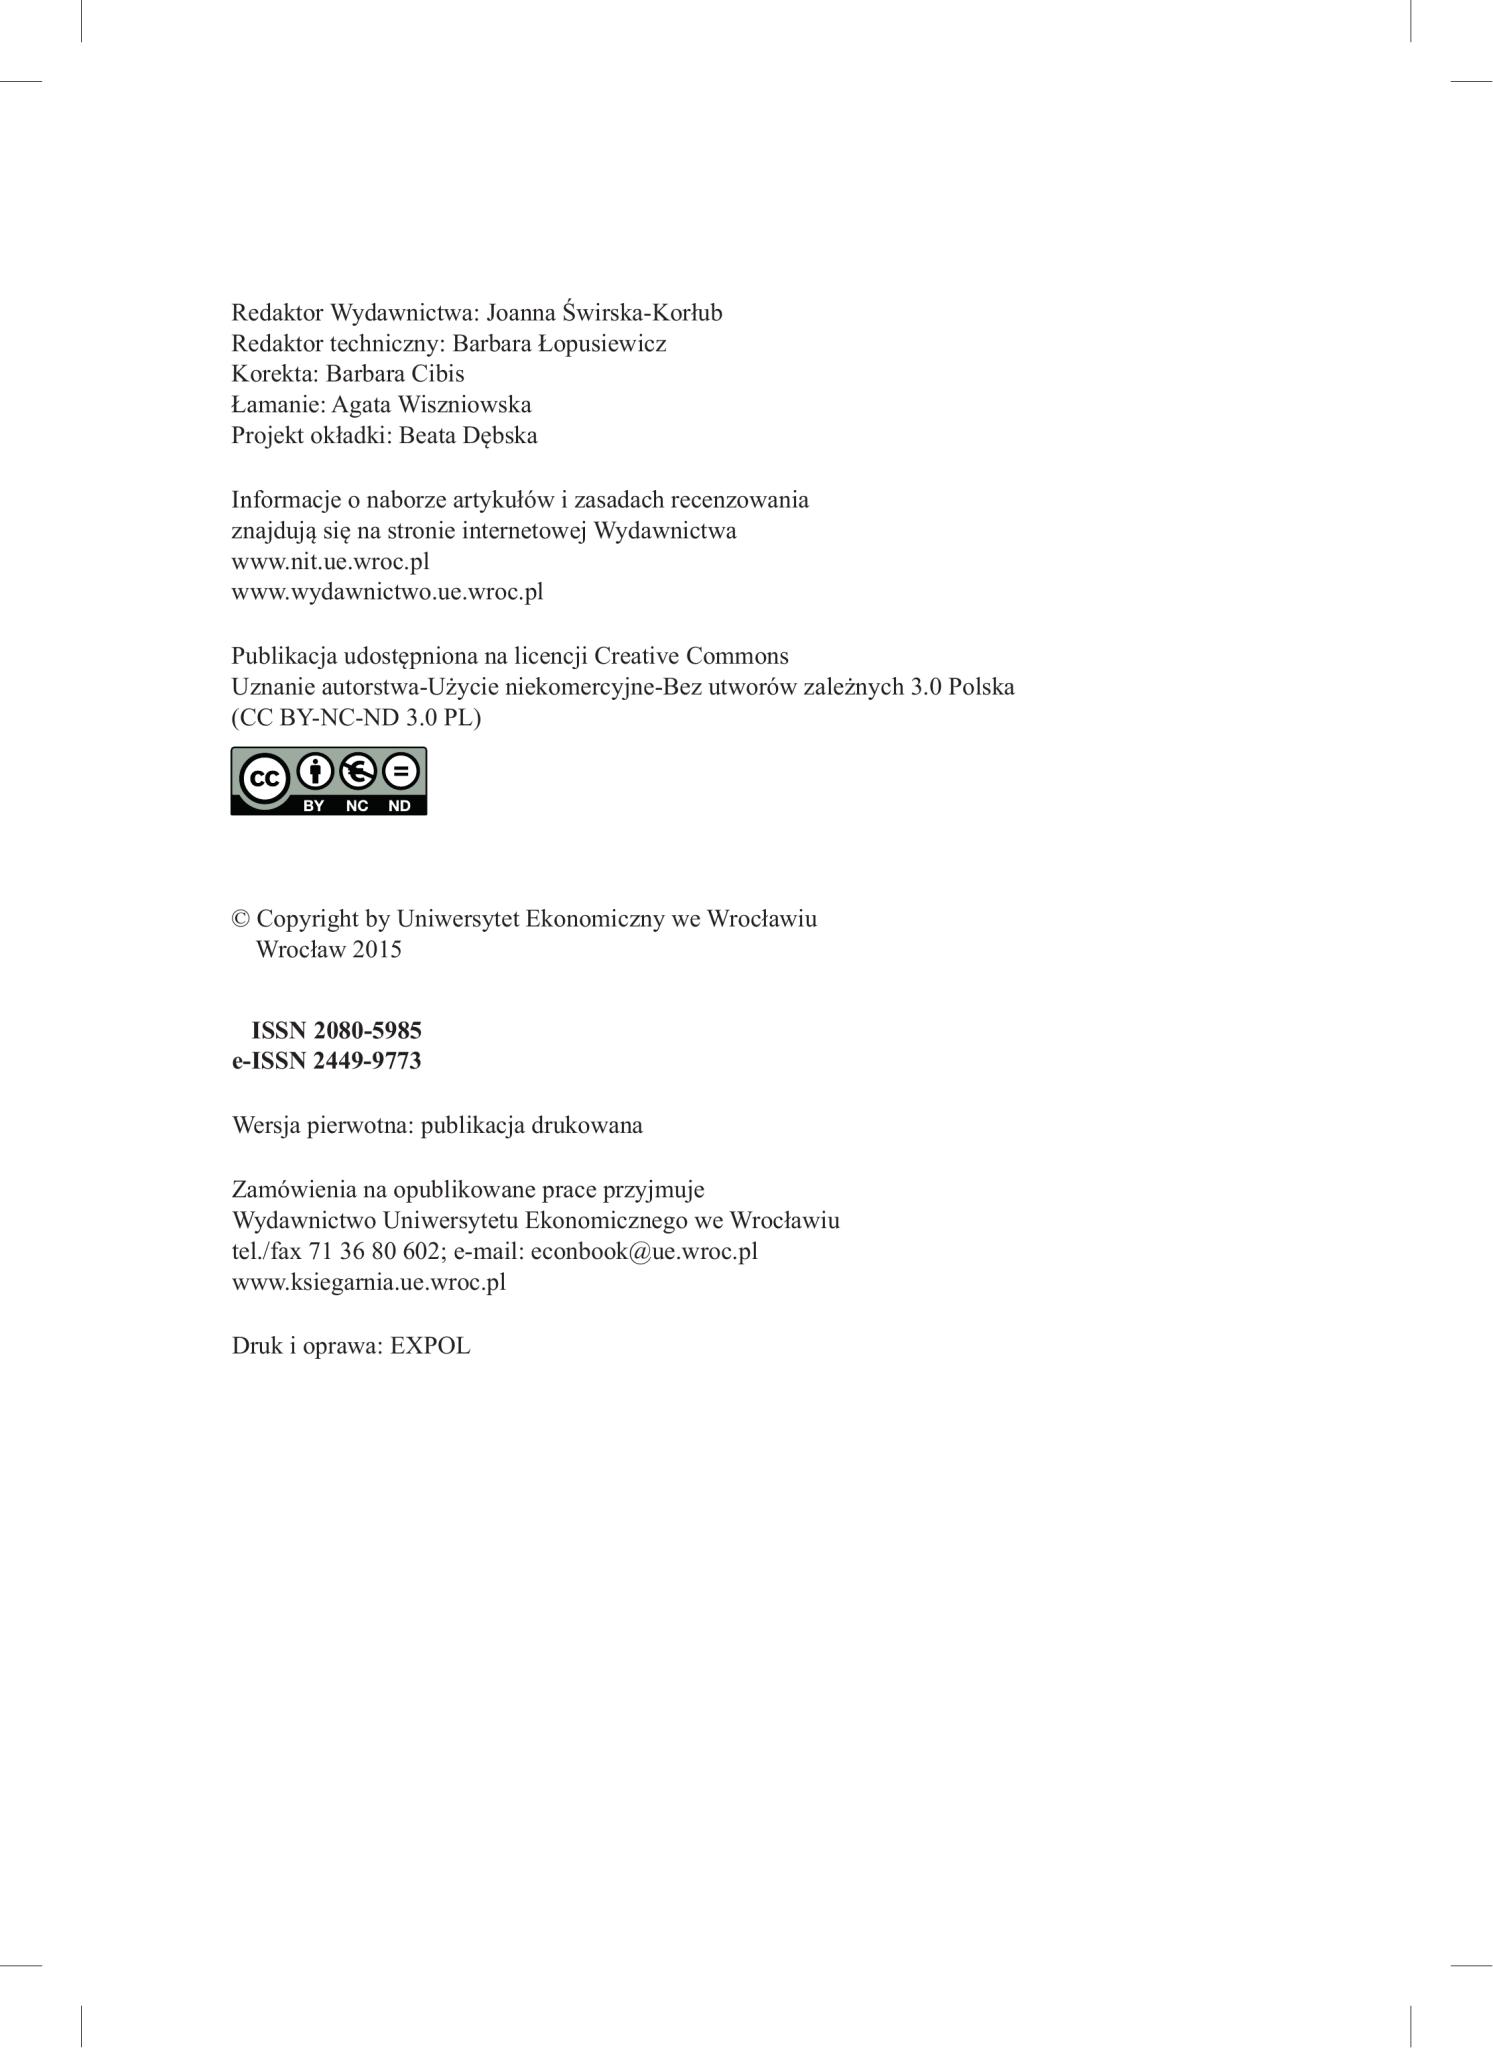 Redaktor Wydawnictwa: Joanna Świrska-Korłub
Redaktor techniczny: Barbara Łopusiewicz
Korekta: Barbara Cibis
Łamanie: Agata Wiszniowska
Projekt okładki: Beata Dębska
Informacje o naborze artykułów i zasadach recenzowania
znajdują się na stronie internetowej Wydawnictwa
www.nit.ue.wroc.pl
www.wydawnictwo.ue.wroc.pl
Publikacja udostępniona na licencji Creative Commons
Uznanie autorstwa-Użycie niekomercyjne-Bez utworów zależnych 3.0 Polska
(CC BY-NC-ND 3.0 PL)
cc € =
BY NC ND
© Copyright by Uniwersytet Ekonomiczny we Wrocławiu
Wrocław 2015
ISSN 2080-5985
e-ISSN 2449-9773
Wersja pierwotna: publikacja drukowana
Zamówienia na opublikowane prace przyjmuje
Wydawnictwo Uniwersytetu Ekonomicznego we Wrocławiu
tel./fax 71 36 80 602; e-mail: econbook@ue.wroc.pl
www.ksiegarnia.ue.wroc.pl
Druk i oprawa: EXPOL